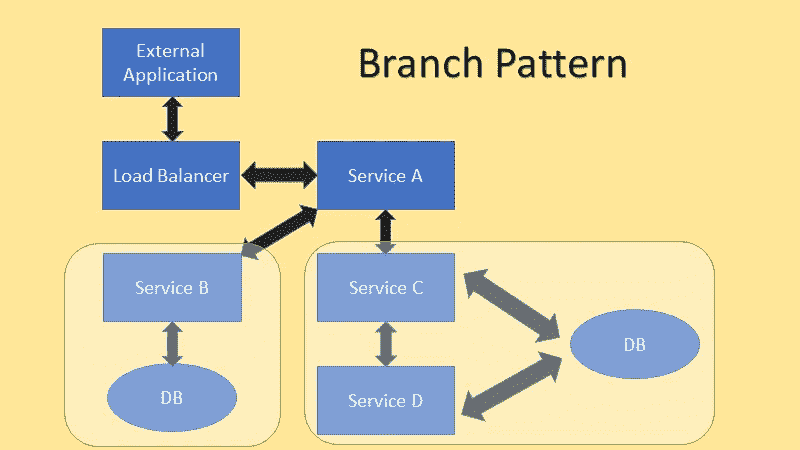 External
Application
Branch Pattern
Load Balancer
Service A
Service B
Service C
DB
DB
Service D